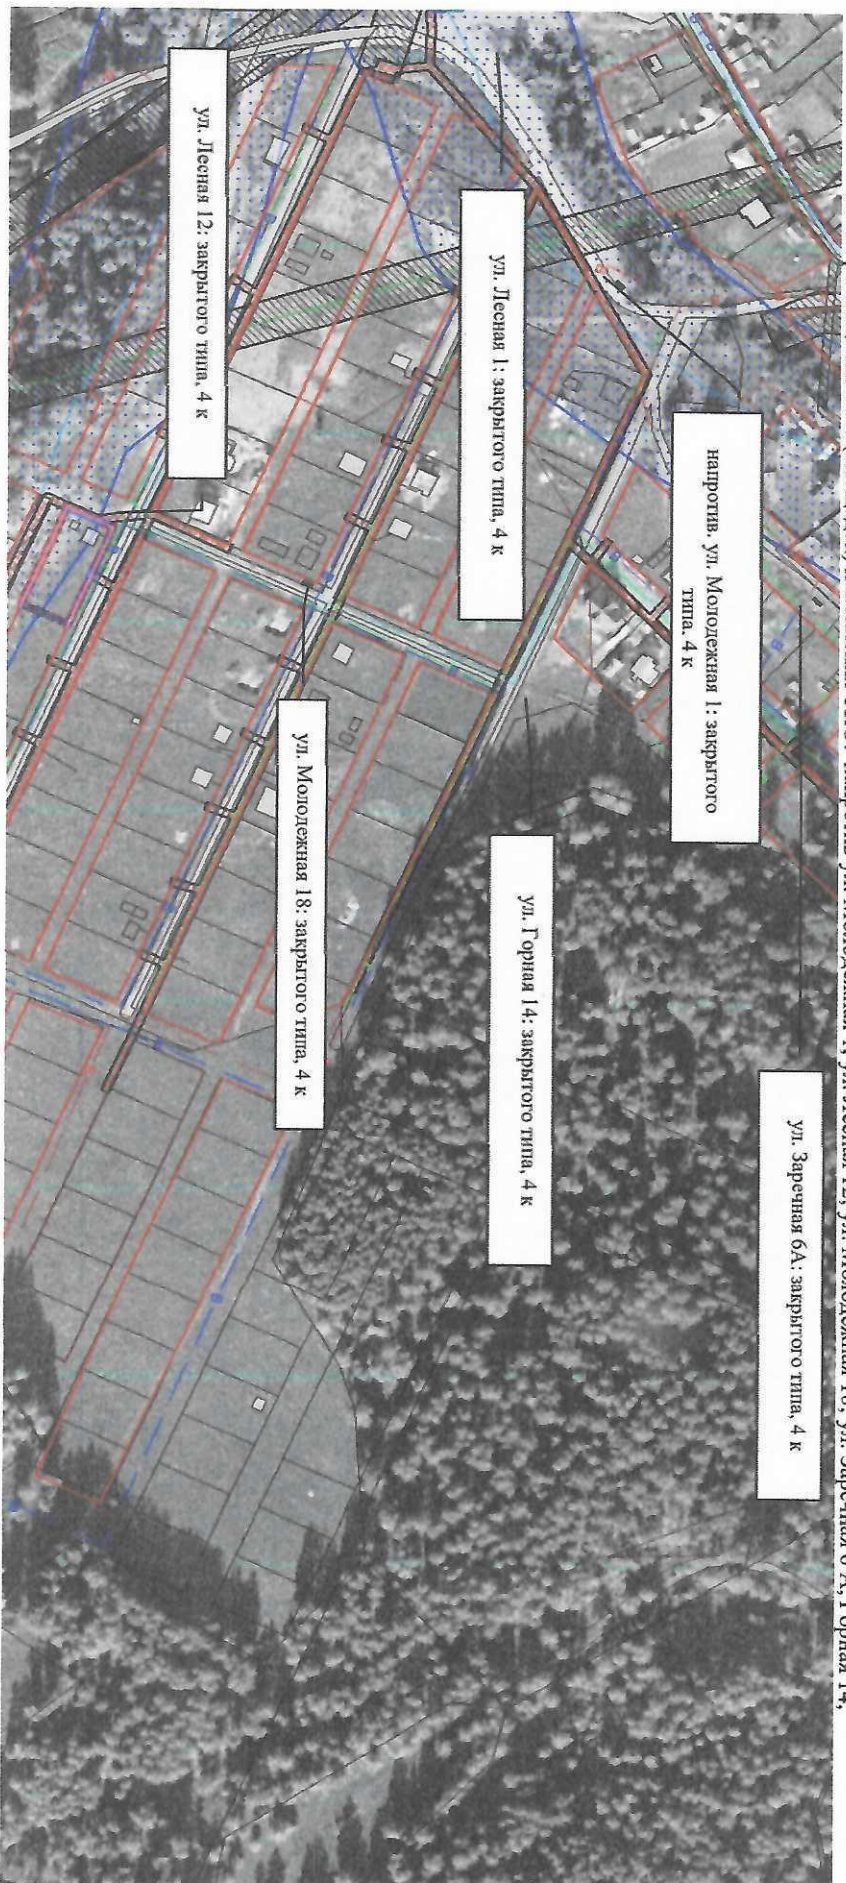 напротив ул. Молодежная 1, ул Лесная 12, ул. Молодежная 18, ул. Заречная 6 А, Горная 14,
ул. Заречная 6А: закрытого типа, 4 к
напротив. ул. Молодежная 1: закрытого
типа. 4 к
ул. Горная 14: закрытого типа, 4 к
ул. Лесная 1: закрытого типа, 4 к
ул. Молодежная 18: закрытого типа, 4 к
ул. Лесная 12: закрытого типа, 4 к